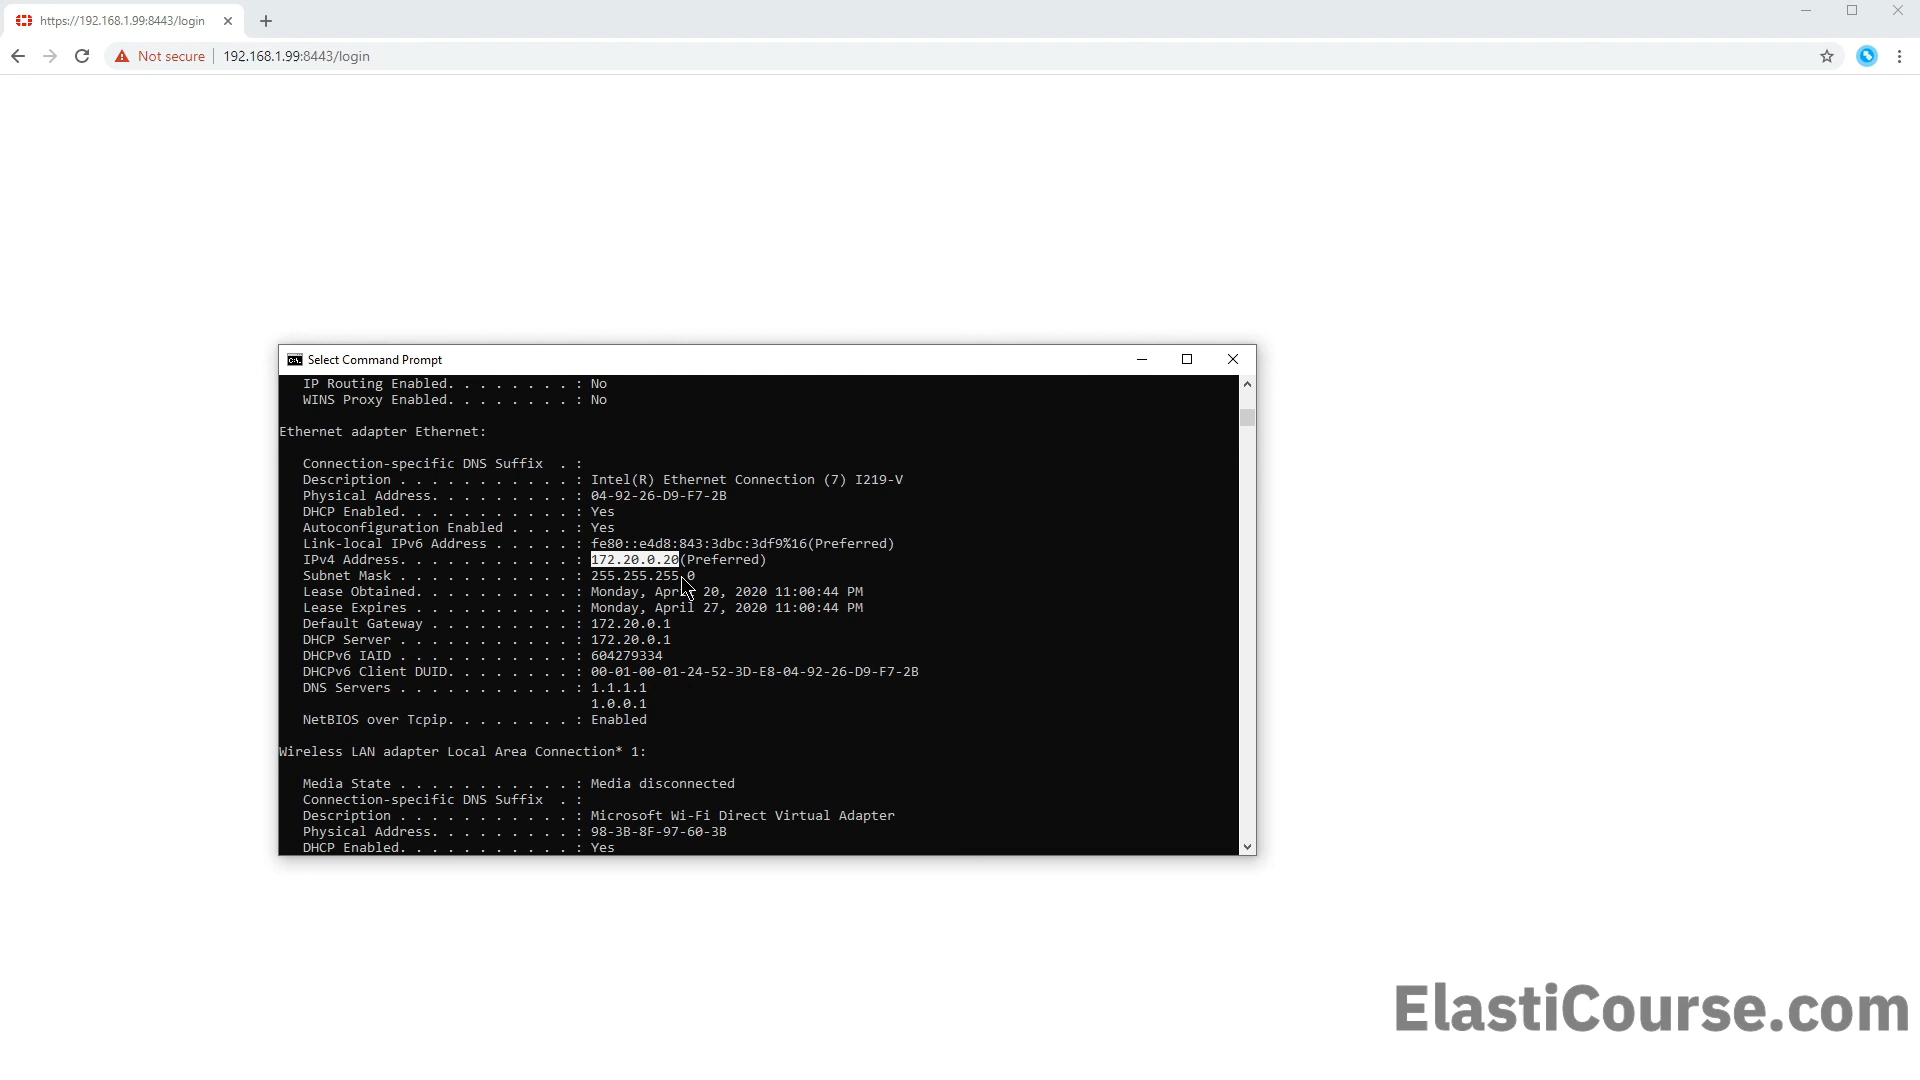 https://192.168.1.99:8443/login
Not secure 192.168.1.99:8443/login
Select Command Prompt
IP Routing Enabled. . . . . . . . : No
WINS Proxy Enabled. . . . . . . . : No
Ethernet adapter Ethernet:
Connection-specific DNS Suffix . :
Description . . . . . . . . . . . : Intel(R) Ethernet Connection (7) I219-V
Physical Address. . . . . . . . . : 04-92-26-D9-F7-2B
DHCP Enabled. . . . . . . . . . . : Yes
Autoconfiguration Enabled . . . . : Yes
Link-local IPv6 Address . . . . . : fe80::e4d8:843:3dbc:3df9%16(Preferred)
IPv4 Address. . . . . . . . . . . : 172.20.0.20(Preferred)
Subnet Mask . . . . . . . . . . . : 255.255.255.0
Lease Obtained. . . . . . . . . . : Monday, April 20, 2020 11:00:44 PM
Lease Expires . . . . . . . . . . : Monday, April 27, 2020 11:00:44 PM
Default Gateway . . . . . . . . . : 172.20.0.1
DHCP Server . . . . . . . . . . . : 172.20.0.1
DHCPv6 IAID . . . . . . . . . . . : 604279334
DHCPv6 Client DUID. . . . . . . . : 00-01-00-01-24-52-3D-E8-04-92-26-D9-F7-2B
DNS Servers . . . . . . . . . . . : 1.1.1.1
1.0.0.1
NetBIOS over Tcpip. . . . . . . . : Enabled
Wireless LAN adapter Local Area Connection* 1:
Media State . . . . . . . . . . . : Media disconnected
Connection-specific DNS Suffix . :
Description . . . . . . . . . . . : Microsoft Wi-Fi Direct Virtual Adapter
Physical Address. . . . . . . . . : 98-3B-8F-97-60-3B
DHCP Enabled. . . . . . . . . . . : Yes
ElastiCourse.com